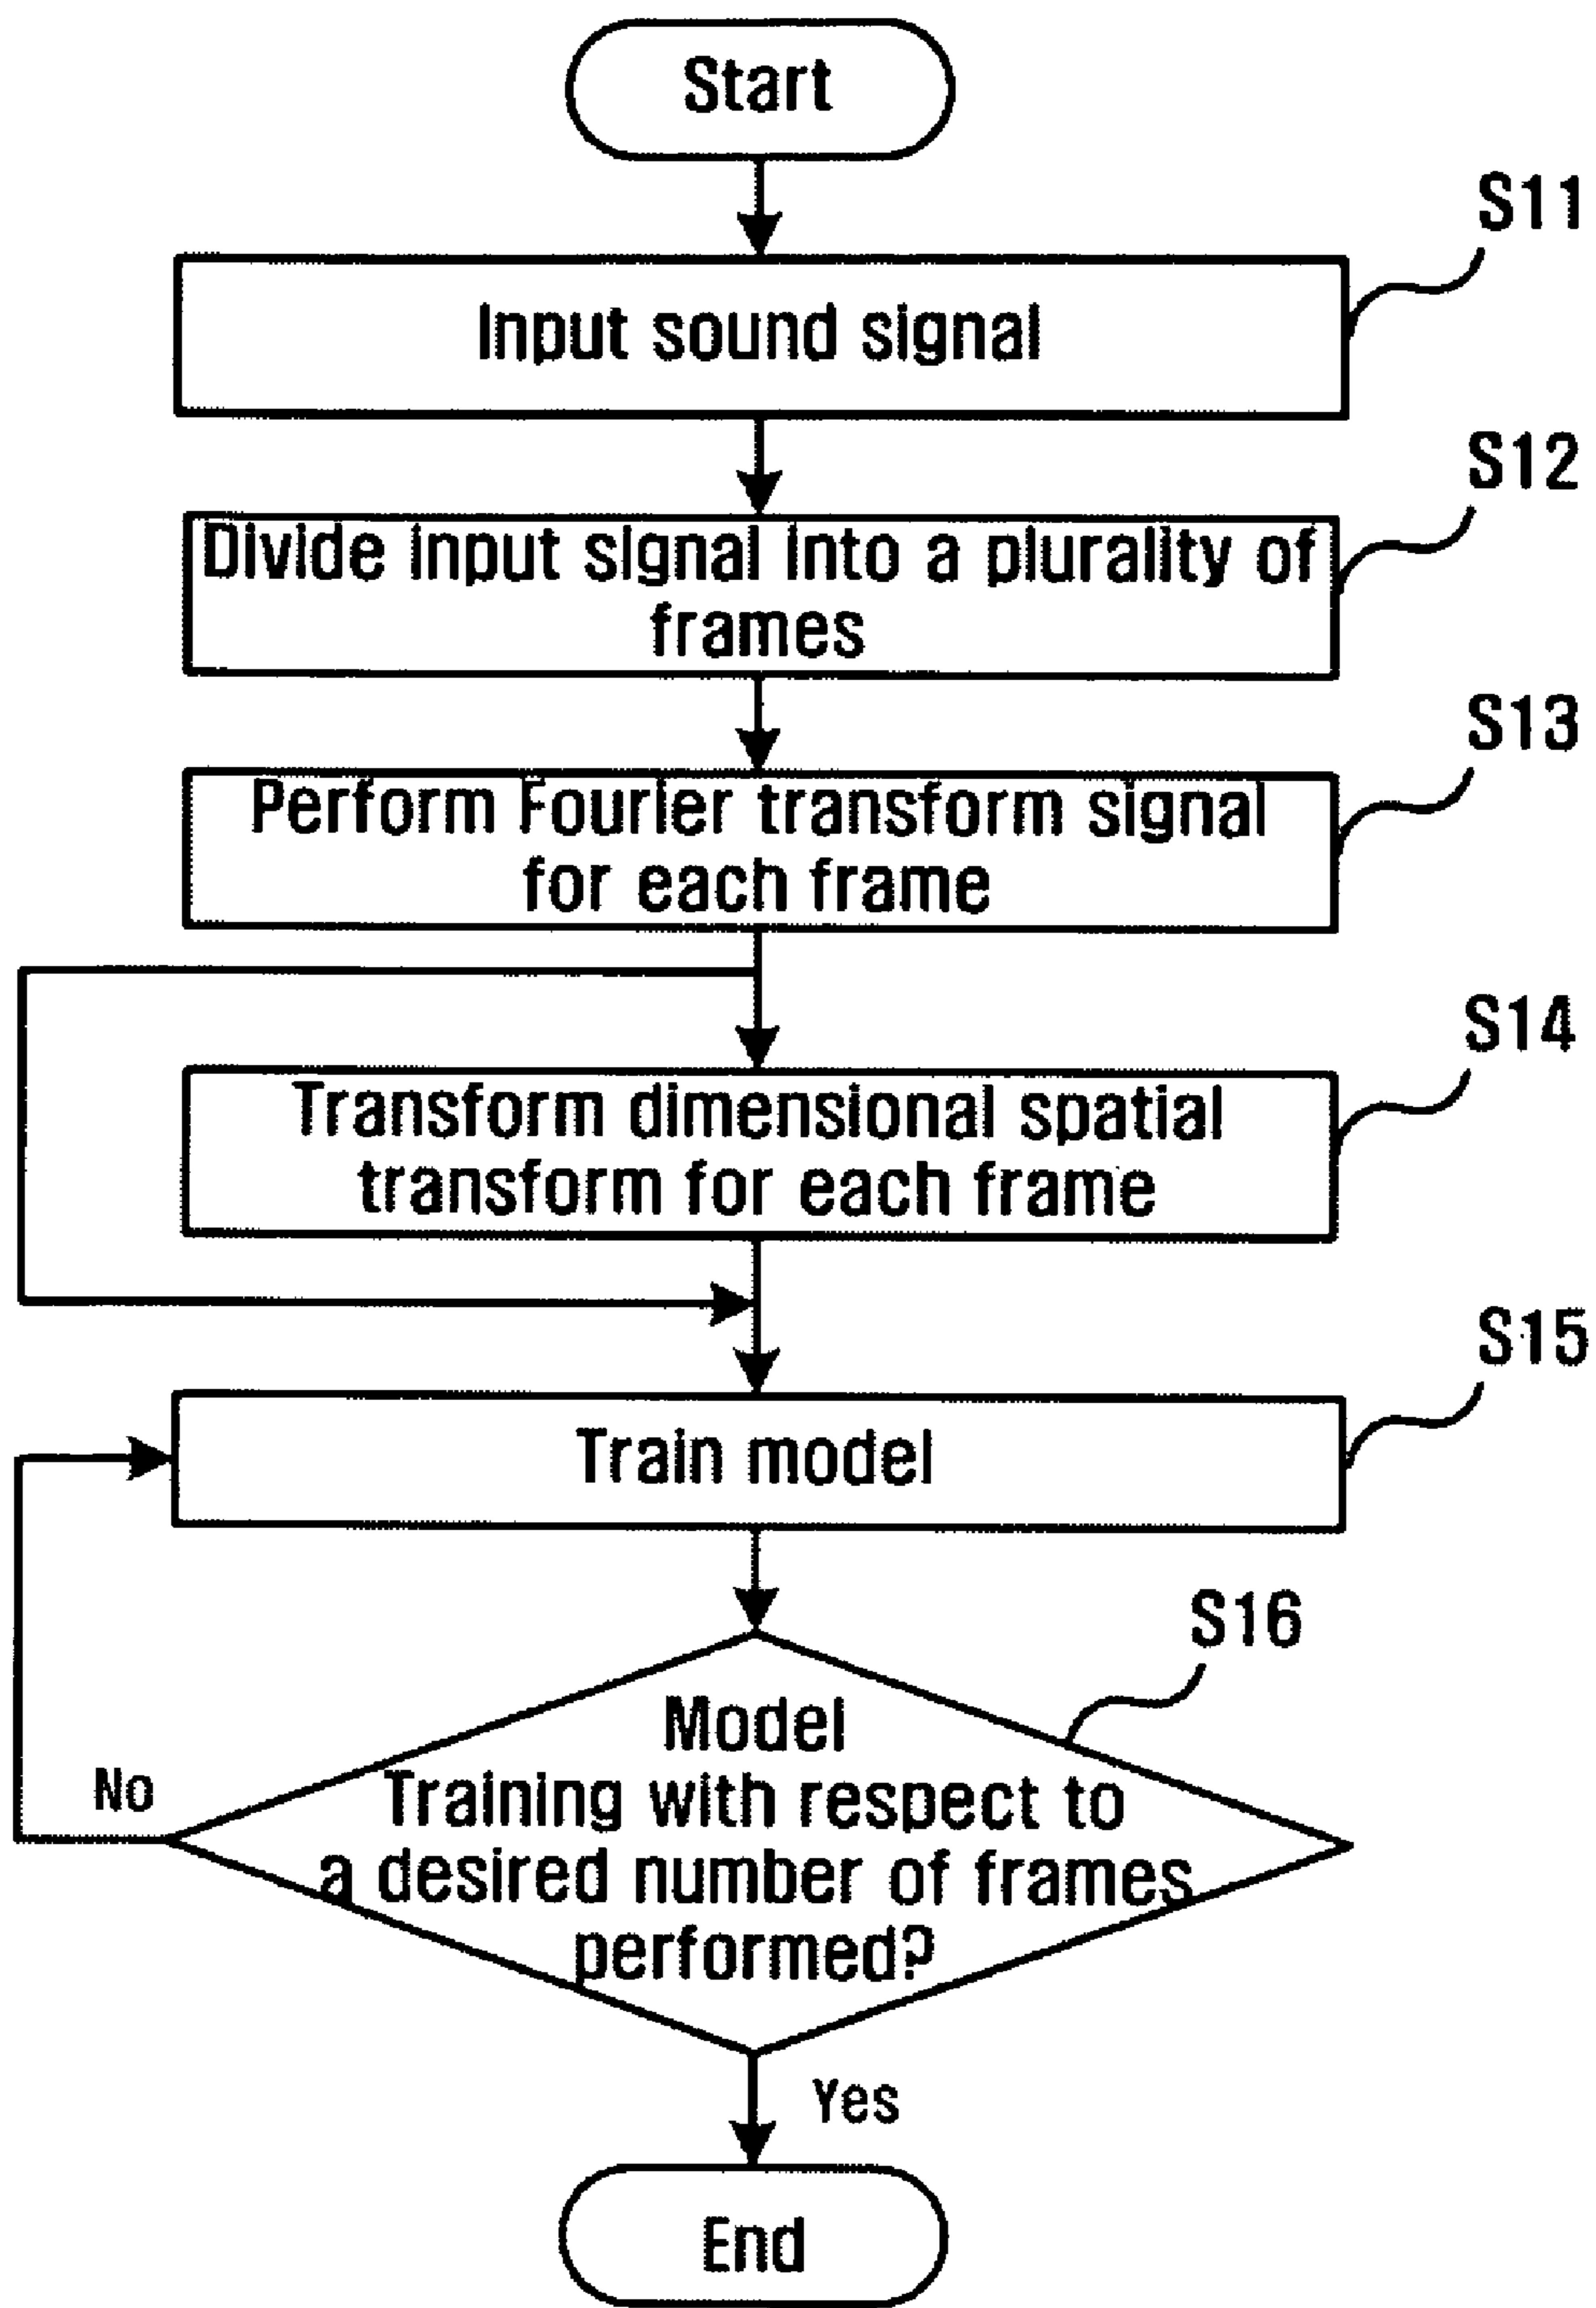 Start
S11
Input sound signal
S12
Divide input signal into a plurality of
frames
S13
Perform Fourier transform signal
for each frame
S14
Transform dimensional spatial
transform for each frame
S15
Train model
S16
Model
Training with respect to
a desired number of frames
performed?
No
Yes
End